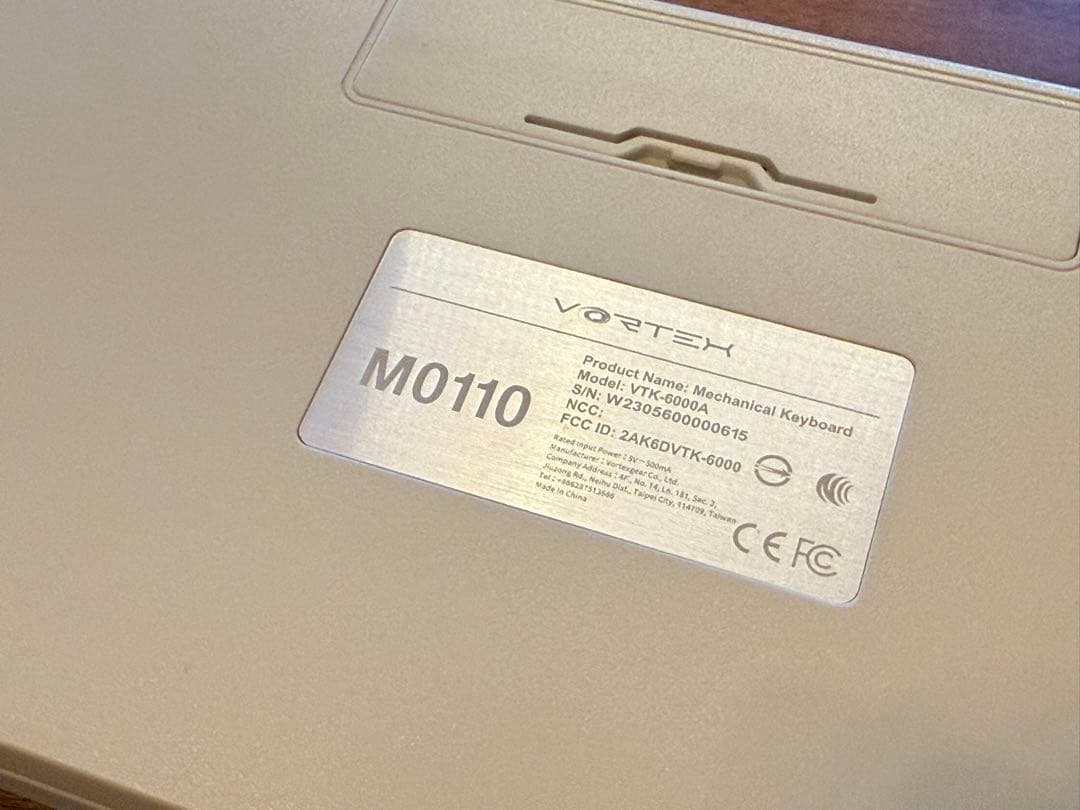 VORTEX
M0110
Product Name: Mechanical Keyboard
Model: VTK-6000A
S/N: W2305600000615
NCC:
FCC ID: 2AK6DVTK-6000
Rated Input Power : 5V⎓500mA
Manufacturer : Vortexgear Co., Ltd.
Company Address : 4F., No. 14, Ln. 181, Sec. 2,
Jiuzong Rd., Neihu Dist., Taipei City, 114709, Taiwan
Tel : +886287513666
Made in China
CE FC